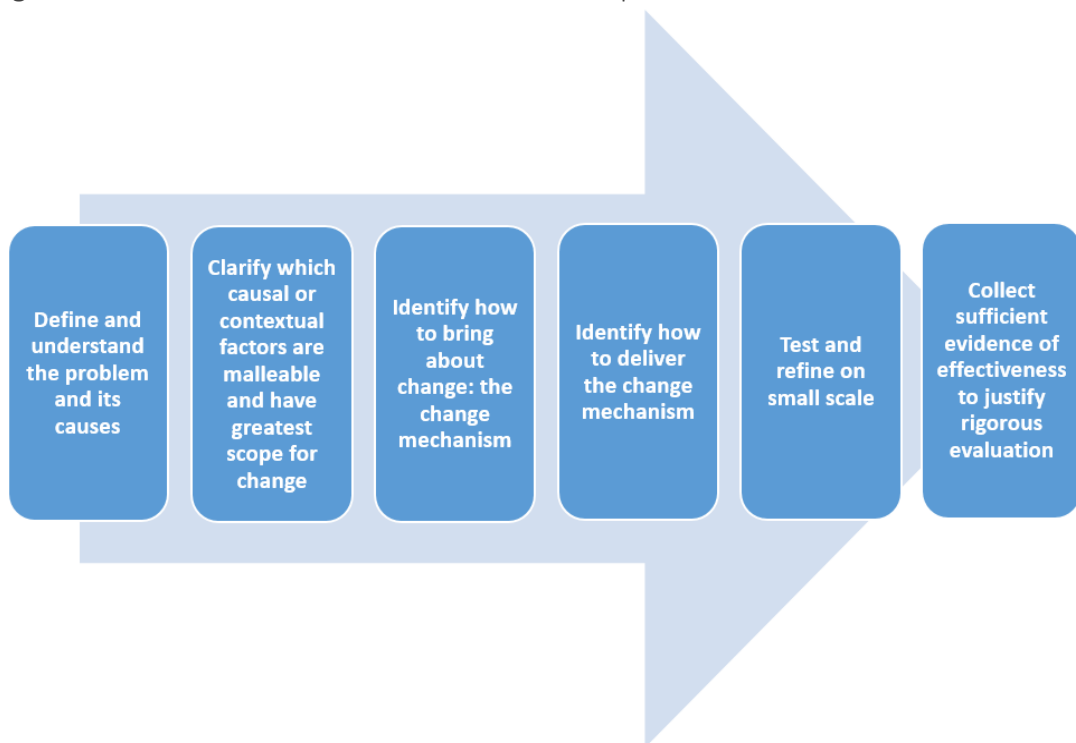 Define and
understand
the problem
and its
causes
Clarify which
causal or
contextual
factors are
malleable
and have
greatest
scope for
change
Identify how
to bring
about
change: the
change
mechanism
Identify how
to deliver
the change
mechanism
Test and
refine on
small scale
Collect
sufficient
evidence of
effectiveness
to justify
rigorous
evaluation